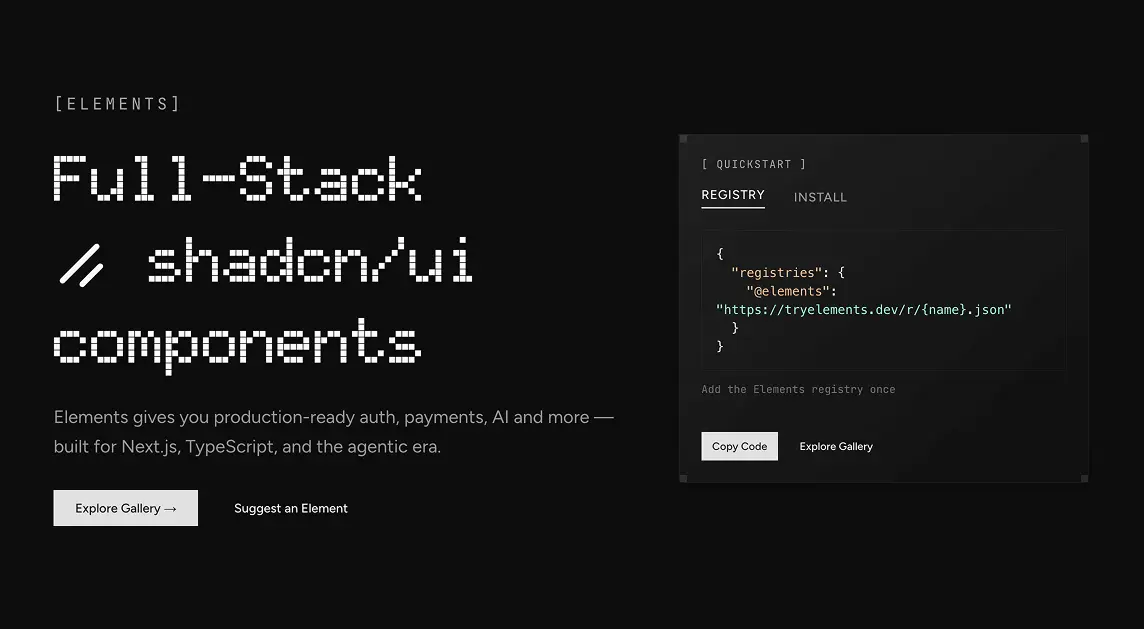 [ELEMENTS]
Full-Stack
// shadcn/ui
components
Elements gives you production-ready auth, payments, AI and more —
built for Next.js, TypeScript, and the agentic era.
Explore Gallery →
Suggest an Element
[ QUICKSTART ]
REGISTRY
INSTALL
{
  "registries": {
    "@elements":
"https://tryelements.dev/r/{name}.json"
  }
}
Add the Elements registry once
Copy Code
Explore Gallery